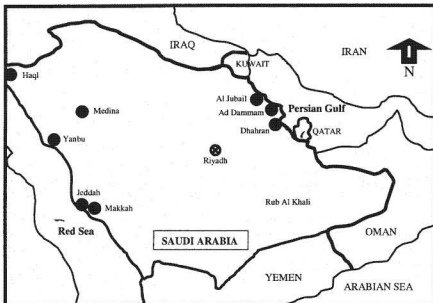 IRAQ
IRAN
KUWAIT
N
Haql
Al Jubail
Persian Gulf
Medina
Ad Dammam
Dhahran
QATAR
Yanbu
Riyadh
Jeddah
Makkah
Rub Al Khali
Red Sea
SAUDI ARABIA
OMAN
YEMEN
ARABIAN SEA